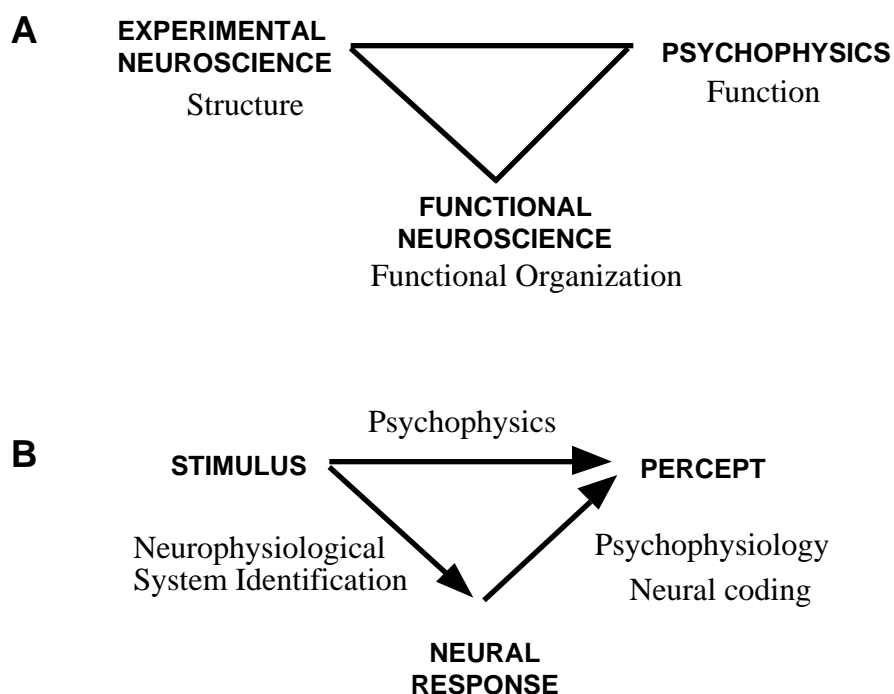 A
EXPERIMENTAL
NEUROSCIENCE
Structure
PSYCHOPHYSICS
Function
FUNCTIONAL
NEUROSCIENCE
Functional Organization
B
Psychophysics
STIMULUS
PERCEPT
Neurophysiological
System Identification
Psychophysiology
Neural coding
NEURAL
RESPONSE